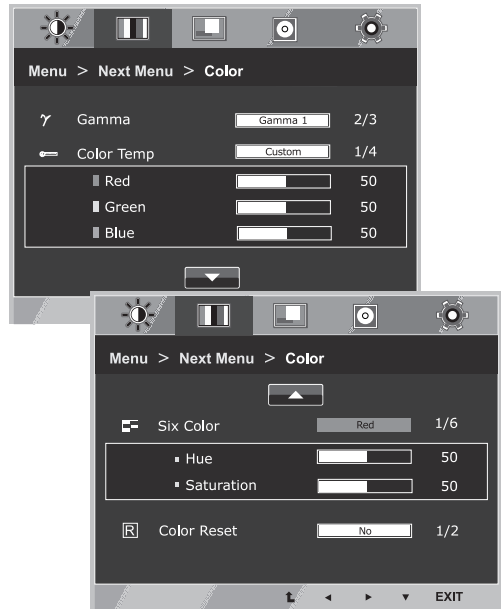 Menu > Next Menu > Color
γ Gamma Gamma 1 2/3
Color Temp Custom 1/4
Red 50
Green 50
Blue 50
Menu > Next Menu > Color
Six Color Red 1/6
Hue 50
Saturation 50
R Color Reset No 1/2
EXIT